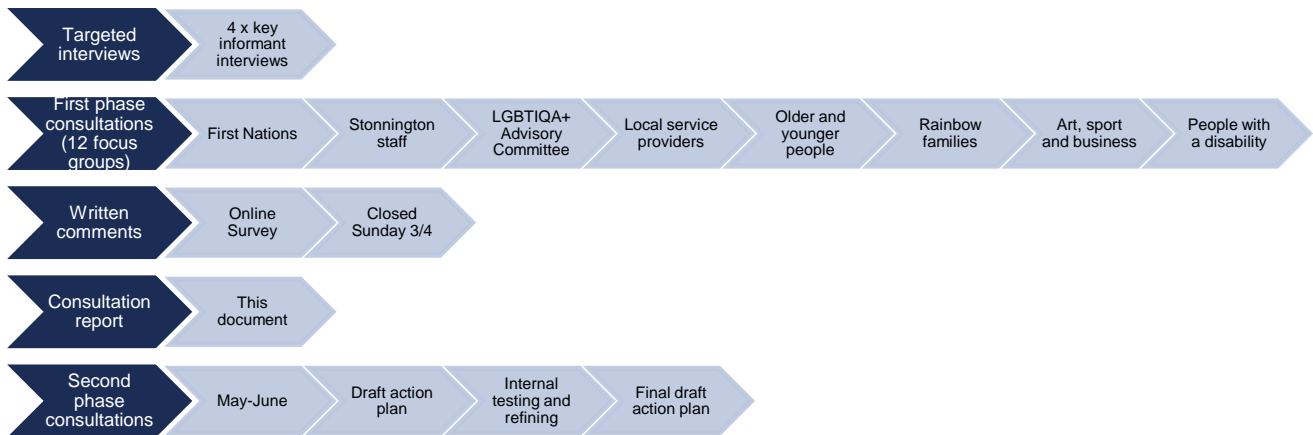 Targeted
interviews
4 x key
informant
interviews
First phase
consultations
(12 focus
groups)
First Nations
Stonnington
staff
LGBTIQA+
Advisory
Committee
Local service
providers
Older and
younger
people
Rainbow
families
Art, sport
and business
People with
a disability
Written
comments
Online
Survey
Closed
Sunday 3/4
Consultation
report
This
document
Second
phase
consultations
May-June
Draft action
plan
Internal
testing and
refining
Final draft
action plan